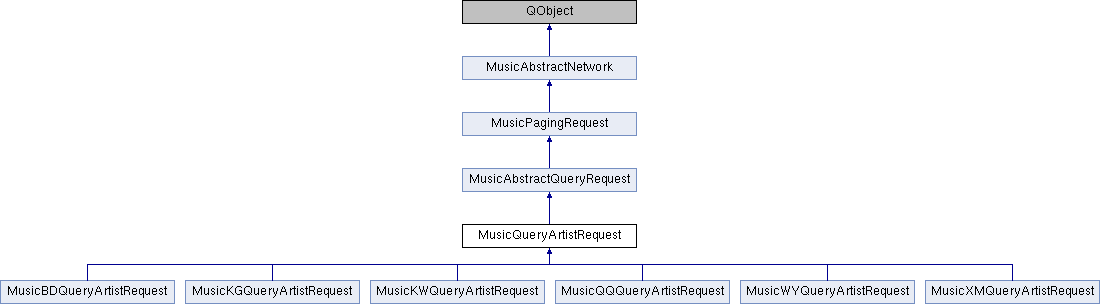 QObject
MusicAbstractNetwork
MusicPagingRequest
MusicAbstractQueryRequest
MusicQueryArtistRequest
MusicBDQueryArtistRequest MusicKGQueryArtistRequest MusicKWQueryArtistRequest MusicQQQueryArtistRequest MusicWYQueryArtistRequest MusicXMQueryArtistRequest